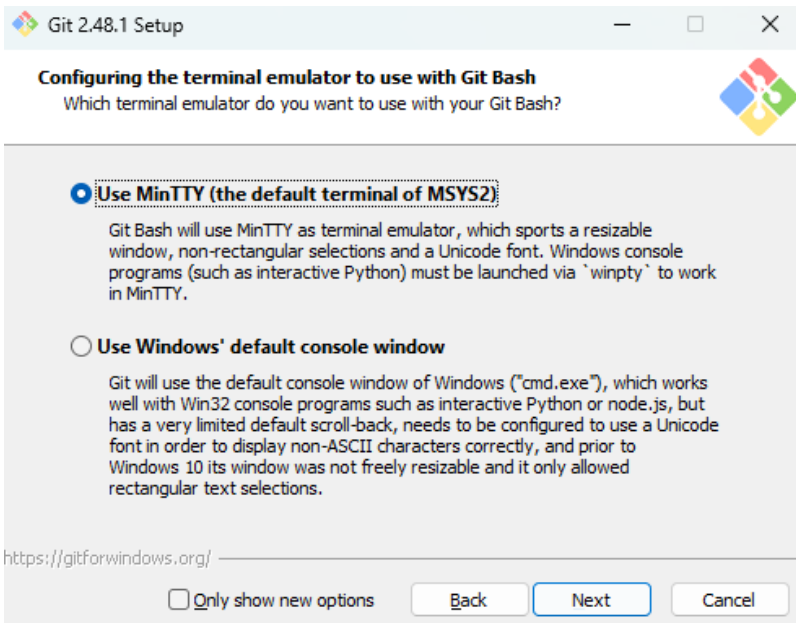 Git 2.48.1 Setup
Configuring the terminal emulator to use with Git Bash
Which terminal emulator do you want to use with your Git Bash?
Use MinTTY (the default terminal of MSYS2)
Git Bash will use MinTTY as terminal emulator, which sports a resizable
window, non-rectangular selections and a Unicode font. Windows console
programs (such as interactive Python) must be launched via `winpty` to work
in MinTTY.
Use Windows' default console window
Git will use the default console window of Windows ("cmd.exe"), which works
well with Win32 console programs such as interactive Python or node.js, but
has a very limited default scroll-back, needs to be configured to use a Unicode
font in order to display non-ASCII characters correctly, and prior to
Windows 10 its window was not freely resizable and it only allowed
rectangular text selections.
https://gitforwindows.org/
Only show new options
Back
Next
Cancel